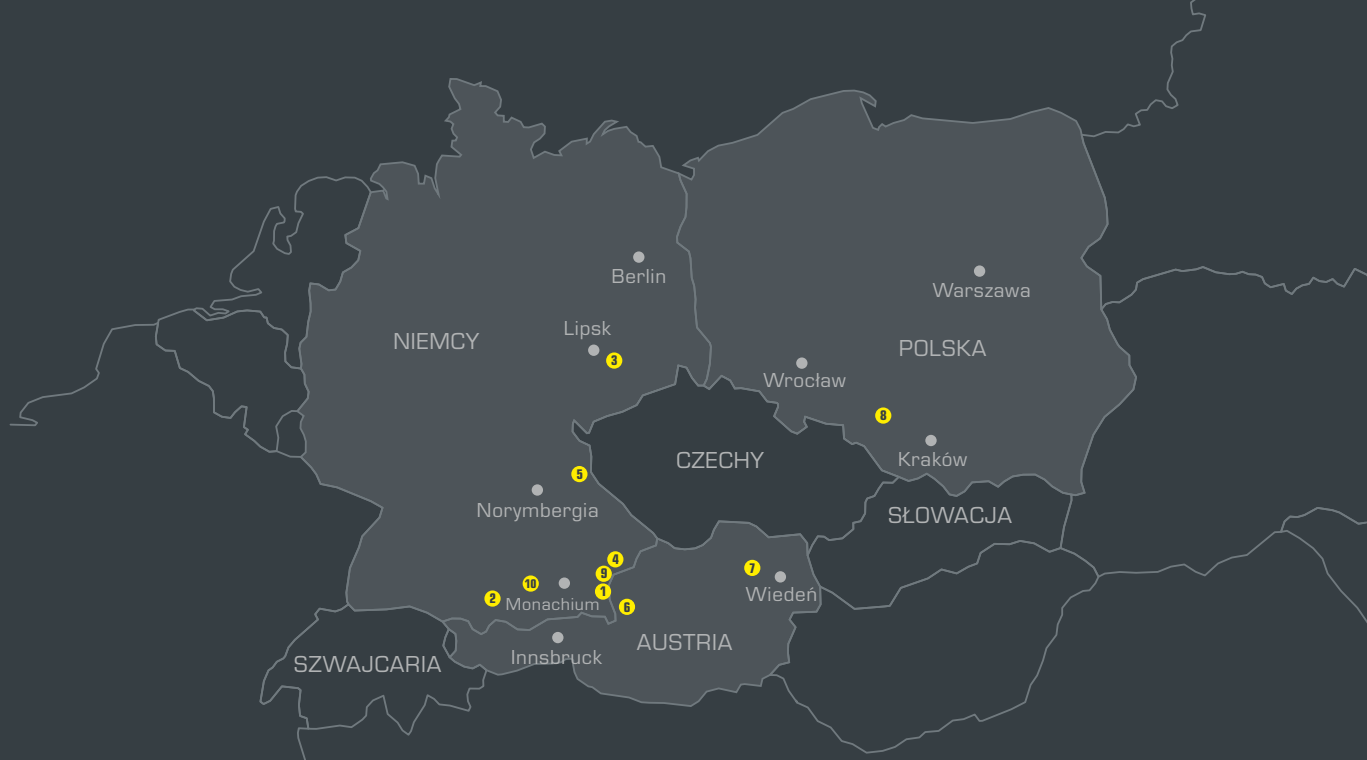 Berlin
Warszawa
Lipsk
NIEMCY
POLSKA
3
Wrocław
8
Kraków
CZECHY
5
Norymbergia
SŁOWACJA
4
7
9
10
1
2
Monachium
Wiedeń
6
AUSTRIA
Innsbruck
SZWAJCARIA